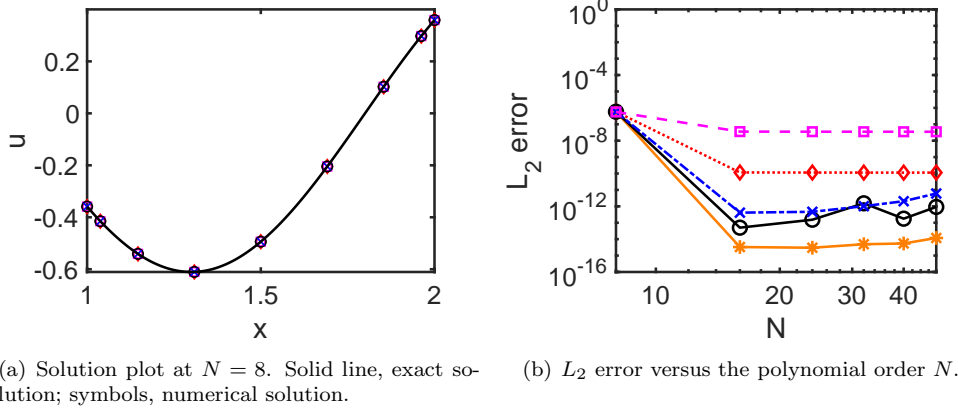 0.2
0
-0.2
-0.4
-0.6
u
1
1.5
2
x
10^0
10^-4
10^-8
10^-12
10^-16
L_2 error
10
20
30
40
N
(a) Solution plot at N = 8. Solid line, exact so-
lution; symbols, numerical solution.
(b) L_2 error versus the polynomial order N.